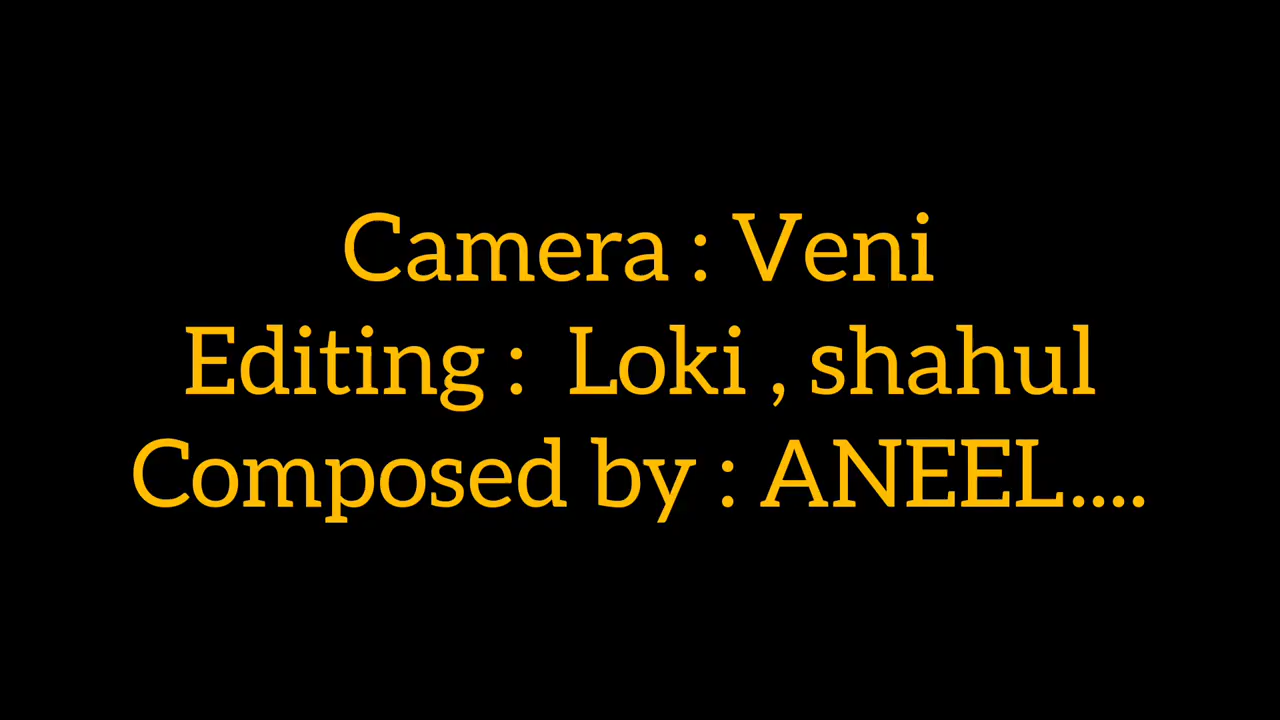 Camera : Veni
Editing :  Loki , shahul
Composed by : ANEEL....